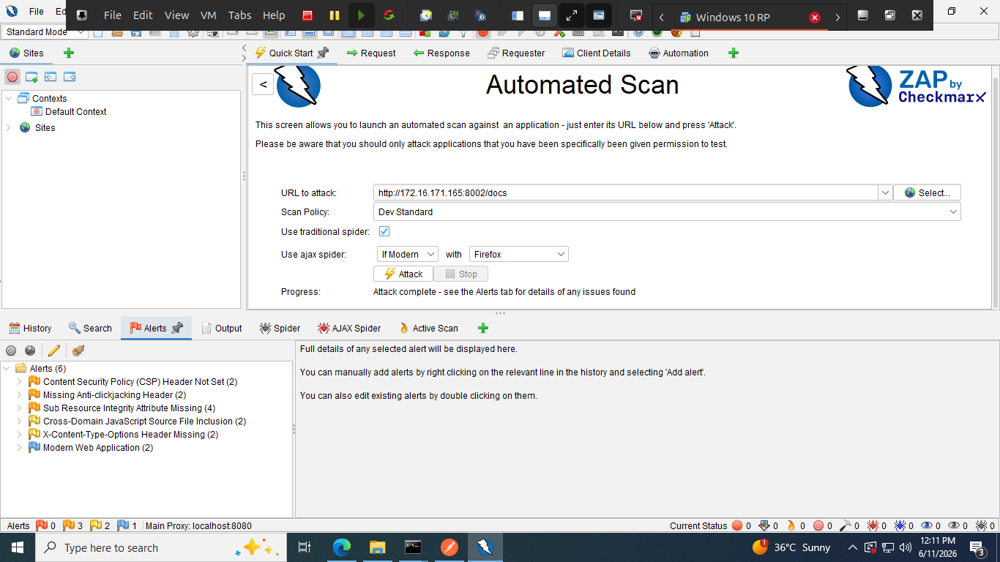 File Edit View VM Tabs Help Windows 10 RP
File
Standard Mode
Sites
Quick Start Request Response Requester Client Details Automation
<
Automated Scan
ZAP by
Checkmarx
Contexts
Default Context
Sites
This screen allows you to launch an automated scan against an application - just enter its URL below and press 'Attack'.
Please be aware that you should only attack applications that you have been specifically been given permission to test.
URL to attack: http://172.16.171.165:8002/docs Select...
Scan Policy: Dev Standard
Use traditional spider:
Use ajax spider: If Modern with Firefox
Attack Stop
Progress: Attack complete - see the Alerts tab for details of any issues found
History Search Alerts Output Spider AJAX Spider Active Scan
Alerts (6)
Content Security Policy (CSP) Header Not Set (2)
Missing Anti-clickjacking Header (2)
Sub Resource Integrity Attribute Missing (4)
Cross-Domain JavaScript Source File Inclusion (2)
X-Content-Type-Options Header Missing (2)
Modern Web Application (2)
Full details of any selected alert will be displayed here.
You can manually add alerts by right clicking on the relevant line in the history and selecting 'Add alert'.
You can also edit existing alerts by double clicking on them.
Alerts 0 3 2 1 Main Proxy: localhost:8080
Current Status 0 0 0 0 0 0 0 0 0 0
Type here to search
1 36°C Sunny
12:11 PM
6/11/2026
3